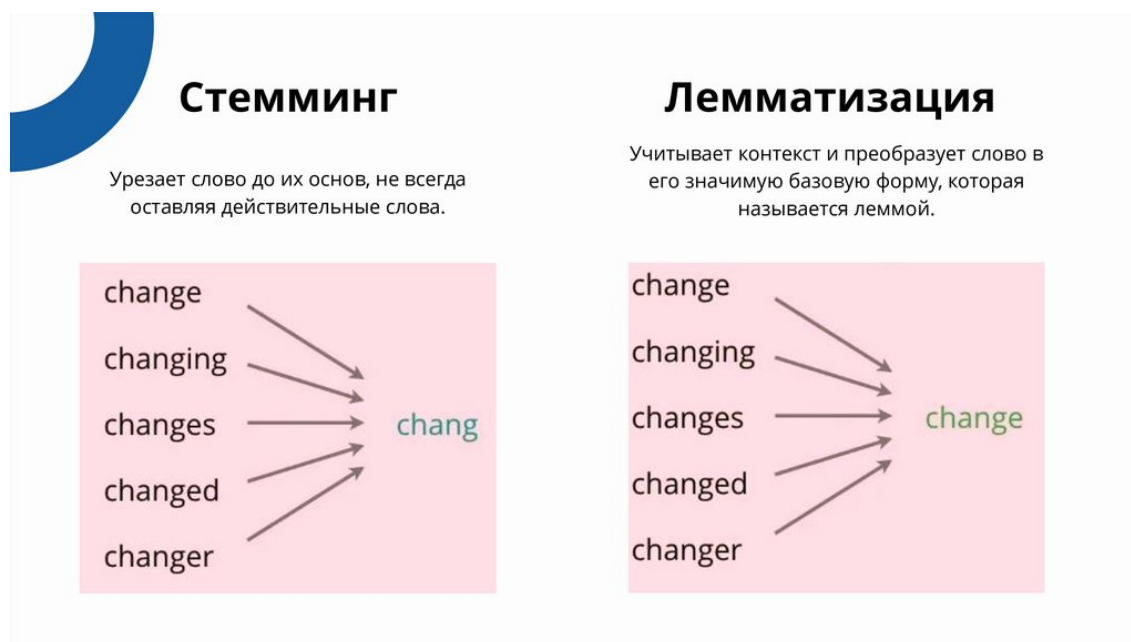 Стемминг
Урезает слово до их основ, не всегда
оставляя действительные слова.
change
changing
changes
changed
changer
chang
Лемматизация
Учитывает контекст и преобразует слово в
его значимую базовую форму, которая
называется леммой.
change
changing
changes
changed
changer
change